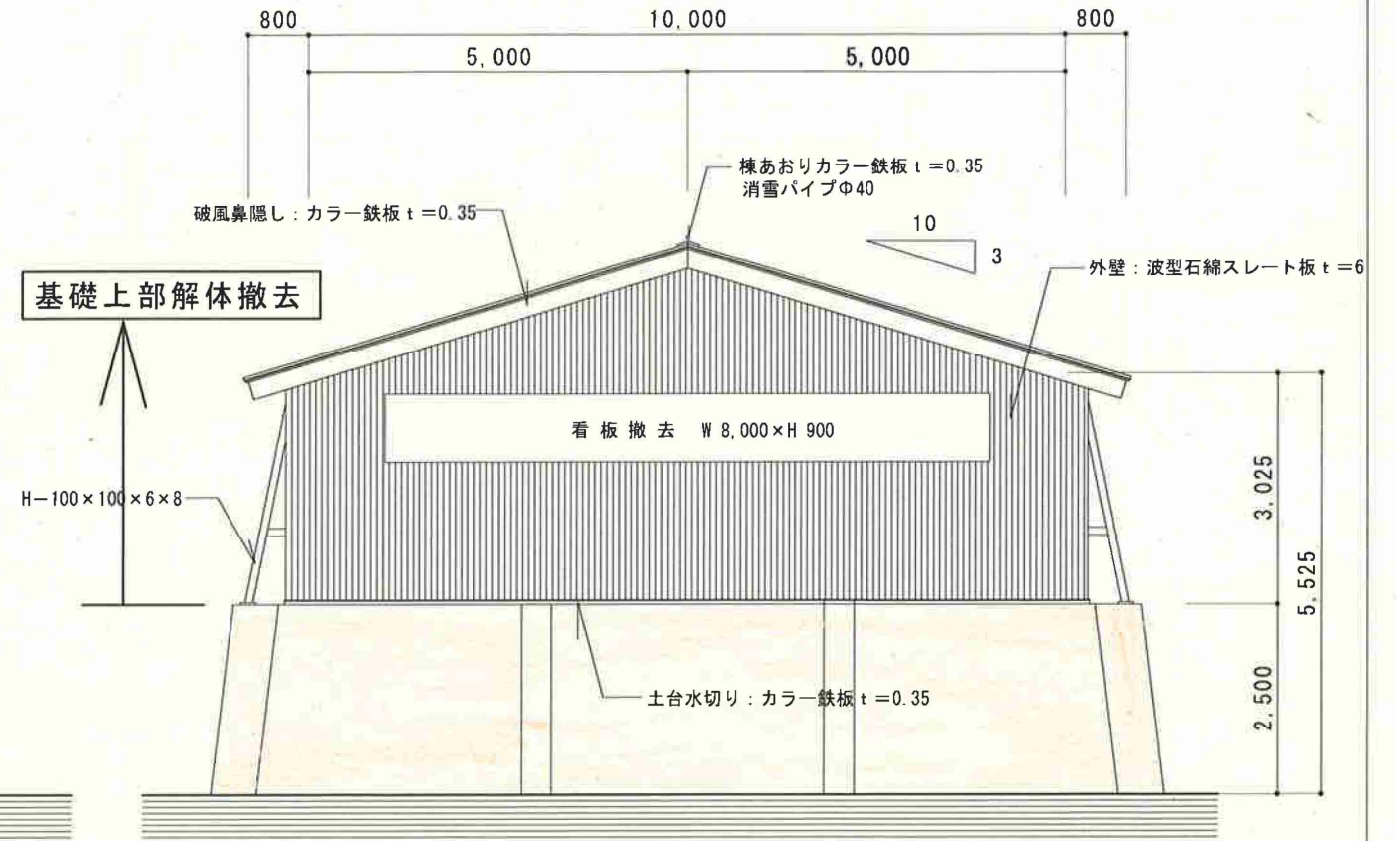 800
10,000
800
5,000
5,000
棟あおりカラー鉄板 t=0.35
消雪パイプΦ40
破風鼻隠し:カラー鉄板 t=0.35
10
3
外壁:波型石綿スレート板 t=6
基礎上部解体撤去
看板撤去 W 8,000×H 900
3,025
H-100×100×6×8
5,525
2,500
土台水切り:カラー鉄板 t=0.35